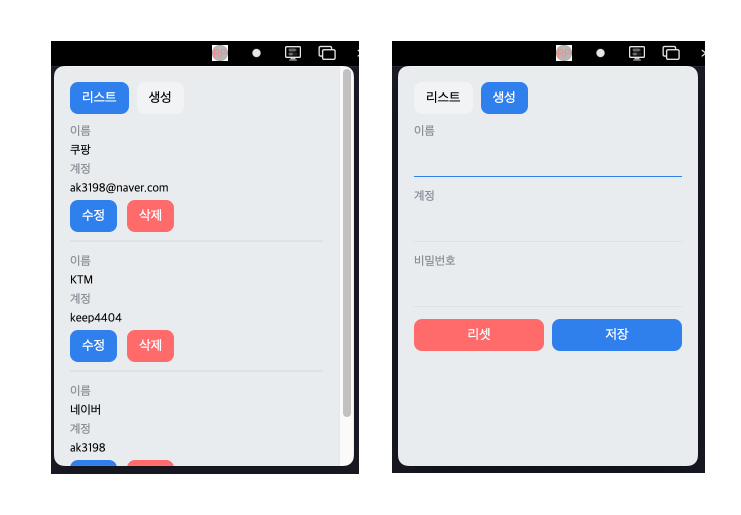 리스트 생성
이름
쿠팡
계정
ak3198@naver.com
수정 삭제
이름
KTM
계정
keep4404
수정 삭제
이름
네이버
계정
ak3198
리스트 생성
이름
계정
비밀번호
리셋 저장